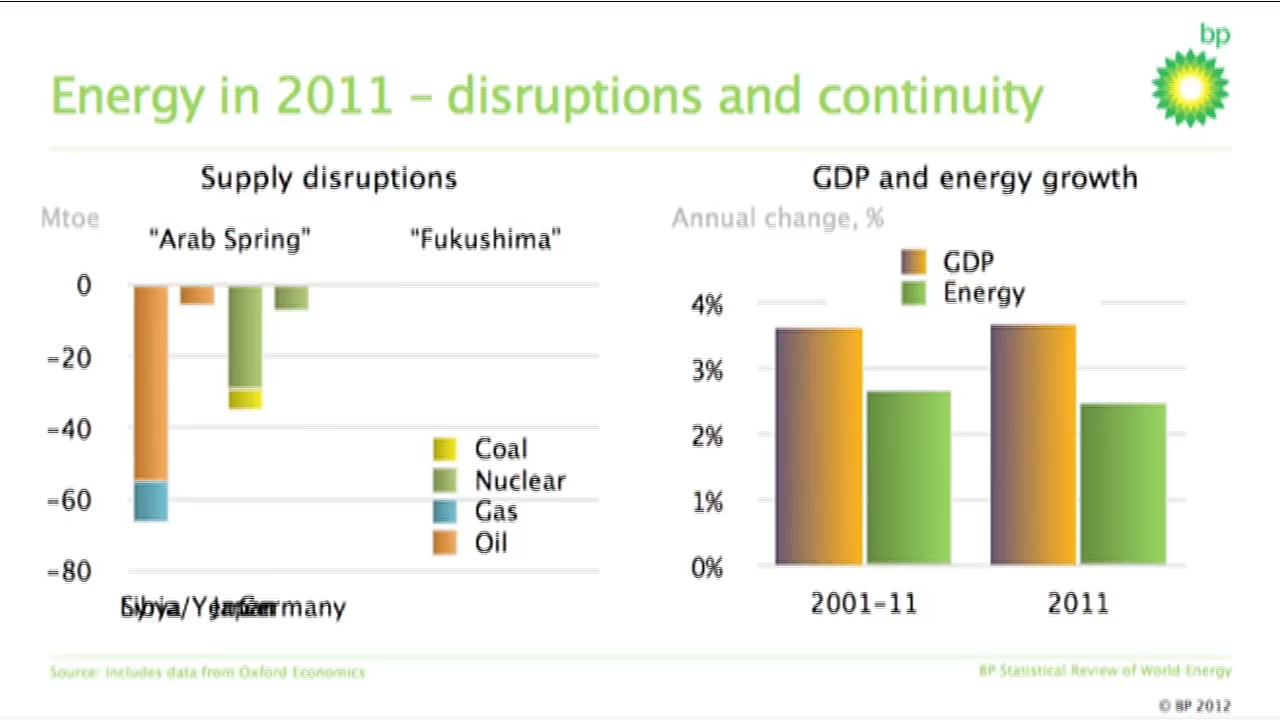 bp
Energy in 2011 – disruptions and continuity
Supply disruptions
Mtoe
"Arab Spring" "Fukushima"
0
-20
-40
-60
-80
Coal
Nuclear
Gas
Oil
Germany
GDP and energy growth
Annual change, %
GDP
Energy
4%
3%
2%
1%
0%
2001-11 2011
Source: includes data from Oxford Economics
BP Statistical Review of World Energy
© BP 2012